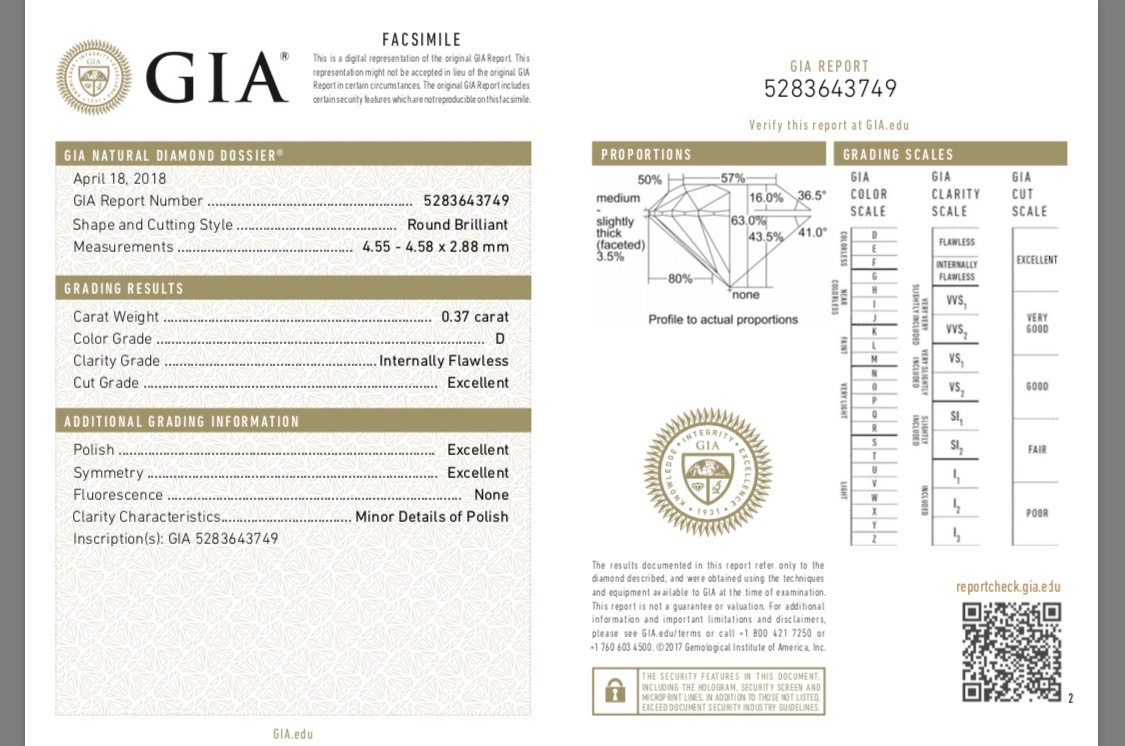 FACSIMILE
GIA®
This is a digital representation of the original GIA Report. This
representation might not be accepted in lieu of the original GIA
Report in certain circumstances. The original GIA Report includes
certain security features which are not reproducible on this facsimile.
GIA NATURAL DIAMOND DOSSIER®
April 18, 2018
GIA Report Number 5283643749
Shape and Cutting Style Round Brilliant
Measurements 4.55 - 4.58 x 2.88 mm
GRADING RESULTS
Carat Weight 0.37 carat
Color Grade D
Clarity Grade Internally Flawless
Cut Grade Excellent
ADDITIONAL GRADING INFORMATION
Polish Excellent
Symmetry Excellent
Fluorescence None
Clarity Characteristics Minor Details of Polish
Inscription(s): GIA 5283643749
GIA.edu
GIA REPORT
5283643749
Verify this report at GIA.edu
PROPORTIONS
50%
57%
medium
-
slightly
thick
(faceted)
3.5%
16.0%
36.5°
63.0%
43.5%
41.0°
80%
none
Profile to actual proportions
INTEGRITY
KNOWLEDGE
EXCELLENCE
GIA
1931
The results documented in this report refer only to the
diamond described, and were obtained using the techniques
and equipment available to GIA at the time of examination.
This report is not a guarantee or valuation. For additional
information and important limitations and disclaimers,
please see GIA.edu/terms or call +1 800 421 7250 or
+1 760 603 4500. ©2017 Gemological Institute of America, Inc.
THE SECURITY FEATURES IN THIS DOCUMENT,
INCLUDING THE HOLOGRAM, SECURITY SCREEN AND
MICROPRINT LINES, IN ADDITION TO THOSE NOT LISTED,
EXCEED DOCUMENT SECURITY INDUSTRY GUIDELINES.
GRADING SCALES
GIA
COLOR
SCALE
COLORLESS
D
E
F
NEAR
COLORLESS
G
H
I
J
FAINT
K
L
M
VERY LIGHT
N
O
P
Q
R
LIGHT
S
T
U
V
W
X
Y
Z
GIA
CLARITY
SCALE
FLAWLESS
INTERNALLY
FLAWLESS
VERY VERY
SLIGHTLY INCLUDED
VVS1
VVS2
VERY SLIGHTLY
INCLUDED
VS1
VS2
SLIGHTLY
INCLUDED
SI1
SI2
INCLUDED
I1
I2
I3
GIA
CUT
SCALE
EXCELLENT
VERY
GOOD
GOOD
FAIR
POOR
reportcheck.gia.edu
2